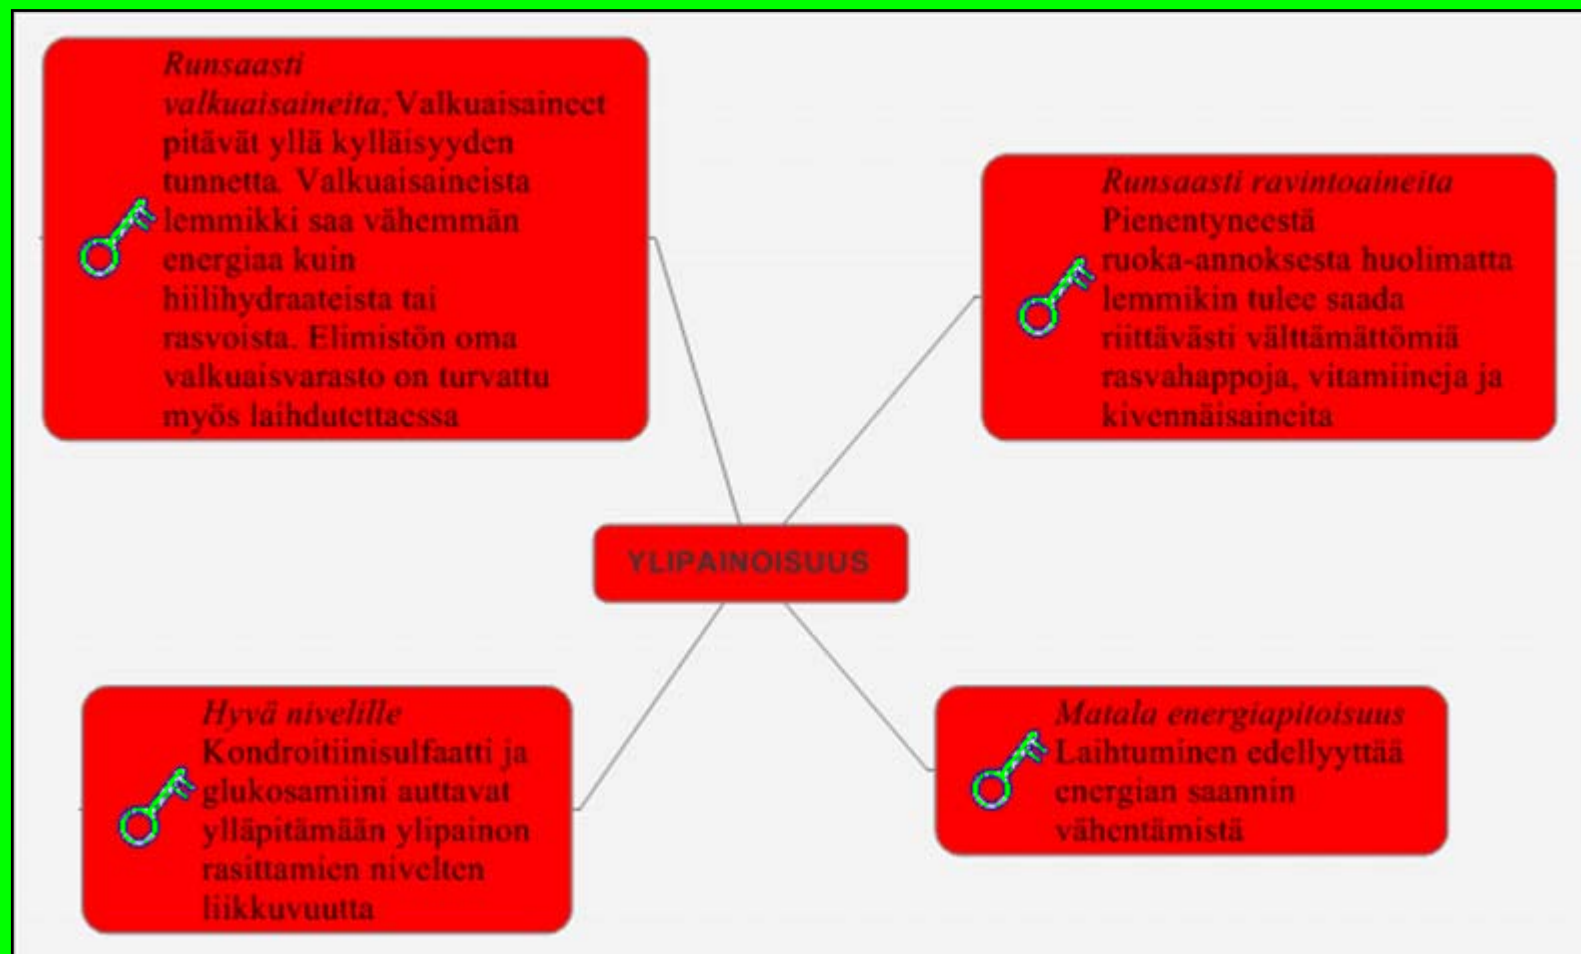 Runsaasti
valkuaisaineita; Valkuaisaineet
pitävät yllä kylläisyyden
tunnetta. Valkuaisaineista
lemmikki saa vähemmän
energiaa kuin
hiilihydraateista tai
rasvoista. Elimistön oma
valkuaisvarasto on turvattu
myös laihdutettaessa
Runsaasti ravintoaineita
Pienentyneestä
ruoka-annoksesta huolimatta
lemmikin tulee saada
riittävästi välttämättömiä
rasvahappoja, vitamiineja ja
kivennäisaineita
YLIPAINOISUUS
Hyvä nivelille
Kondroitiinisulfaatti ja
glukosamiini auttavat
ylläpitämään ylipainon
rasittamien nivelten
liikkuvuutta
Matala energiapitoisuus
Laihtuminen edellyyttää
energian saannin
vähentämistä